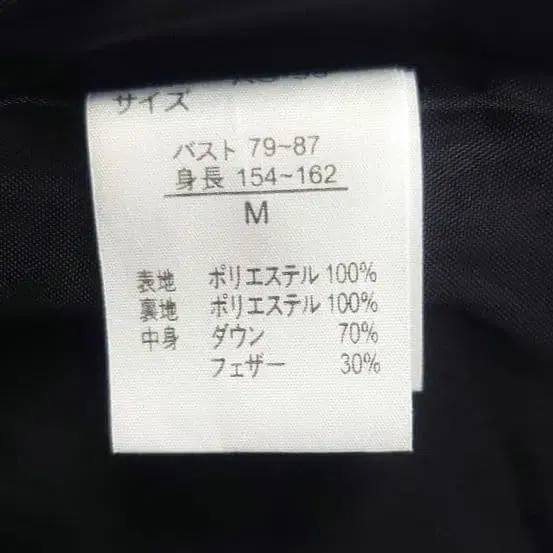 サイズ
バスト 79~87
身長 154~162
M
表地 ポリエステル 100%
裏地 ポリエステル 100%
中身 ダウン 70%
フェザー 30%